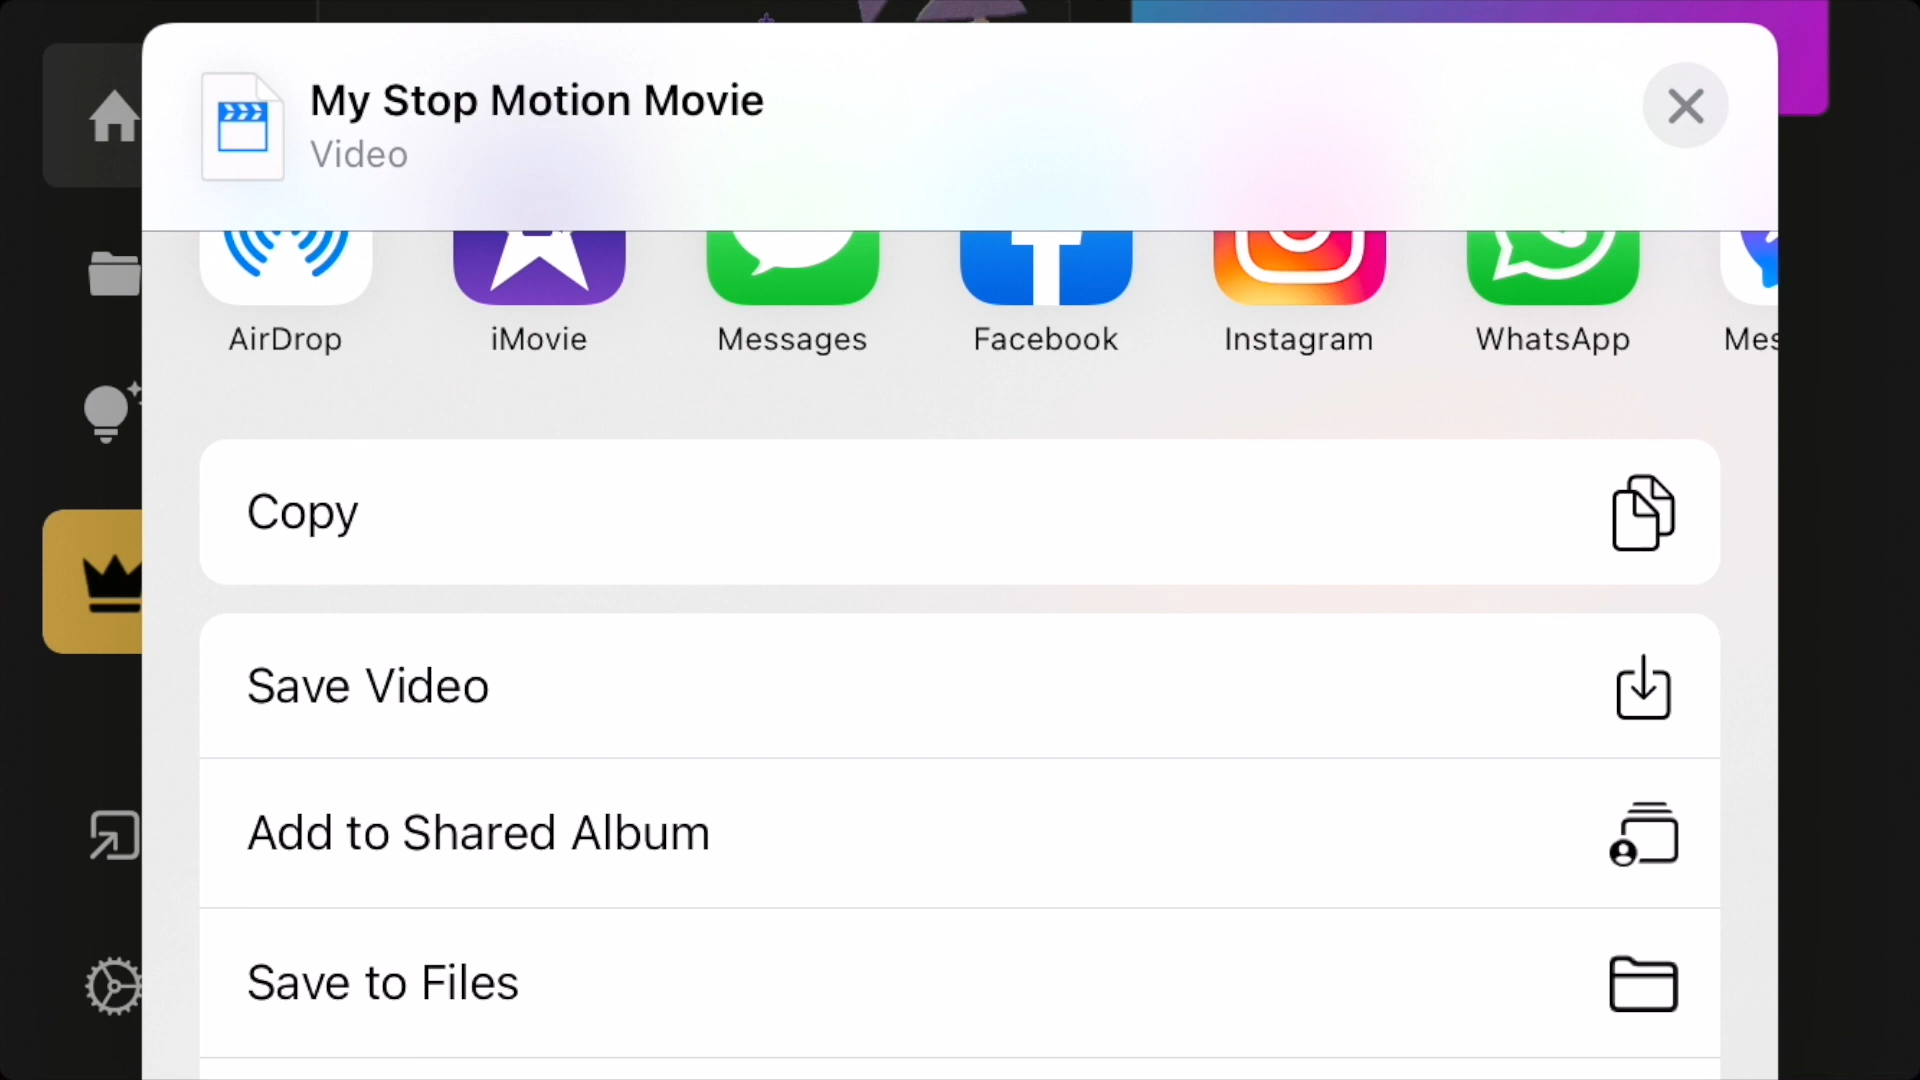 My Stop Motion Movie
Video
AirDrop
iMovie
Messages
Facebook
Instagram
WhatsApp
Mes
Copy
Save Video
Add to Shared Album
Save to Files